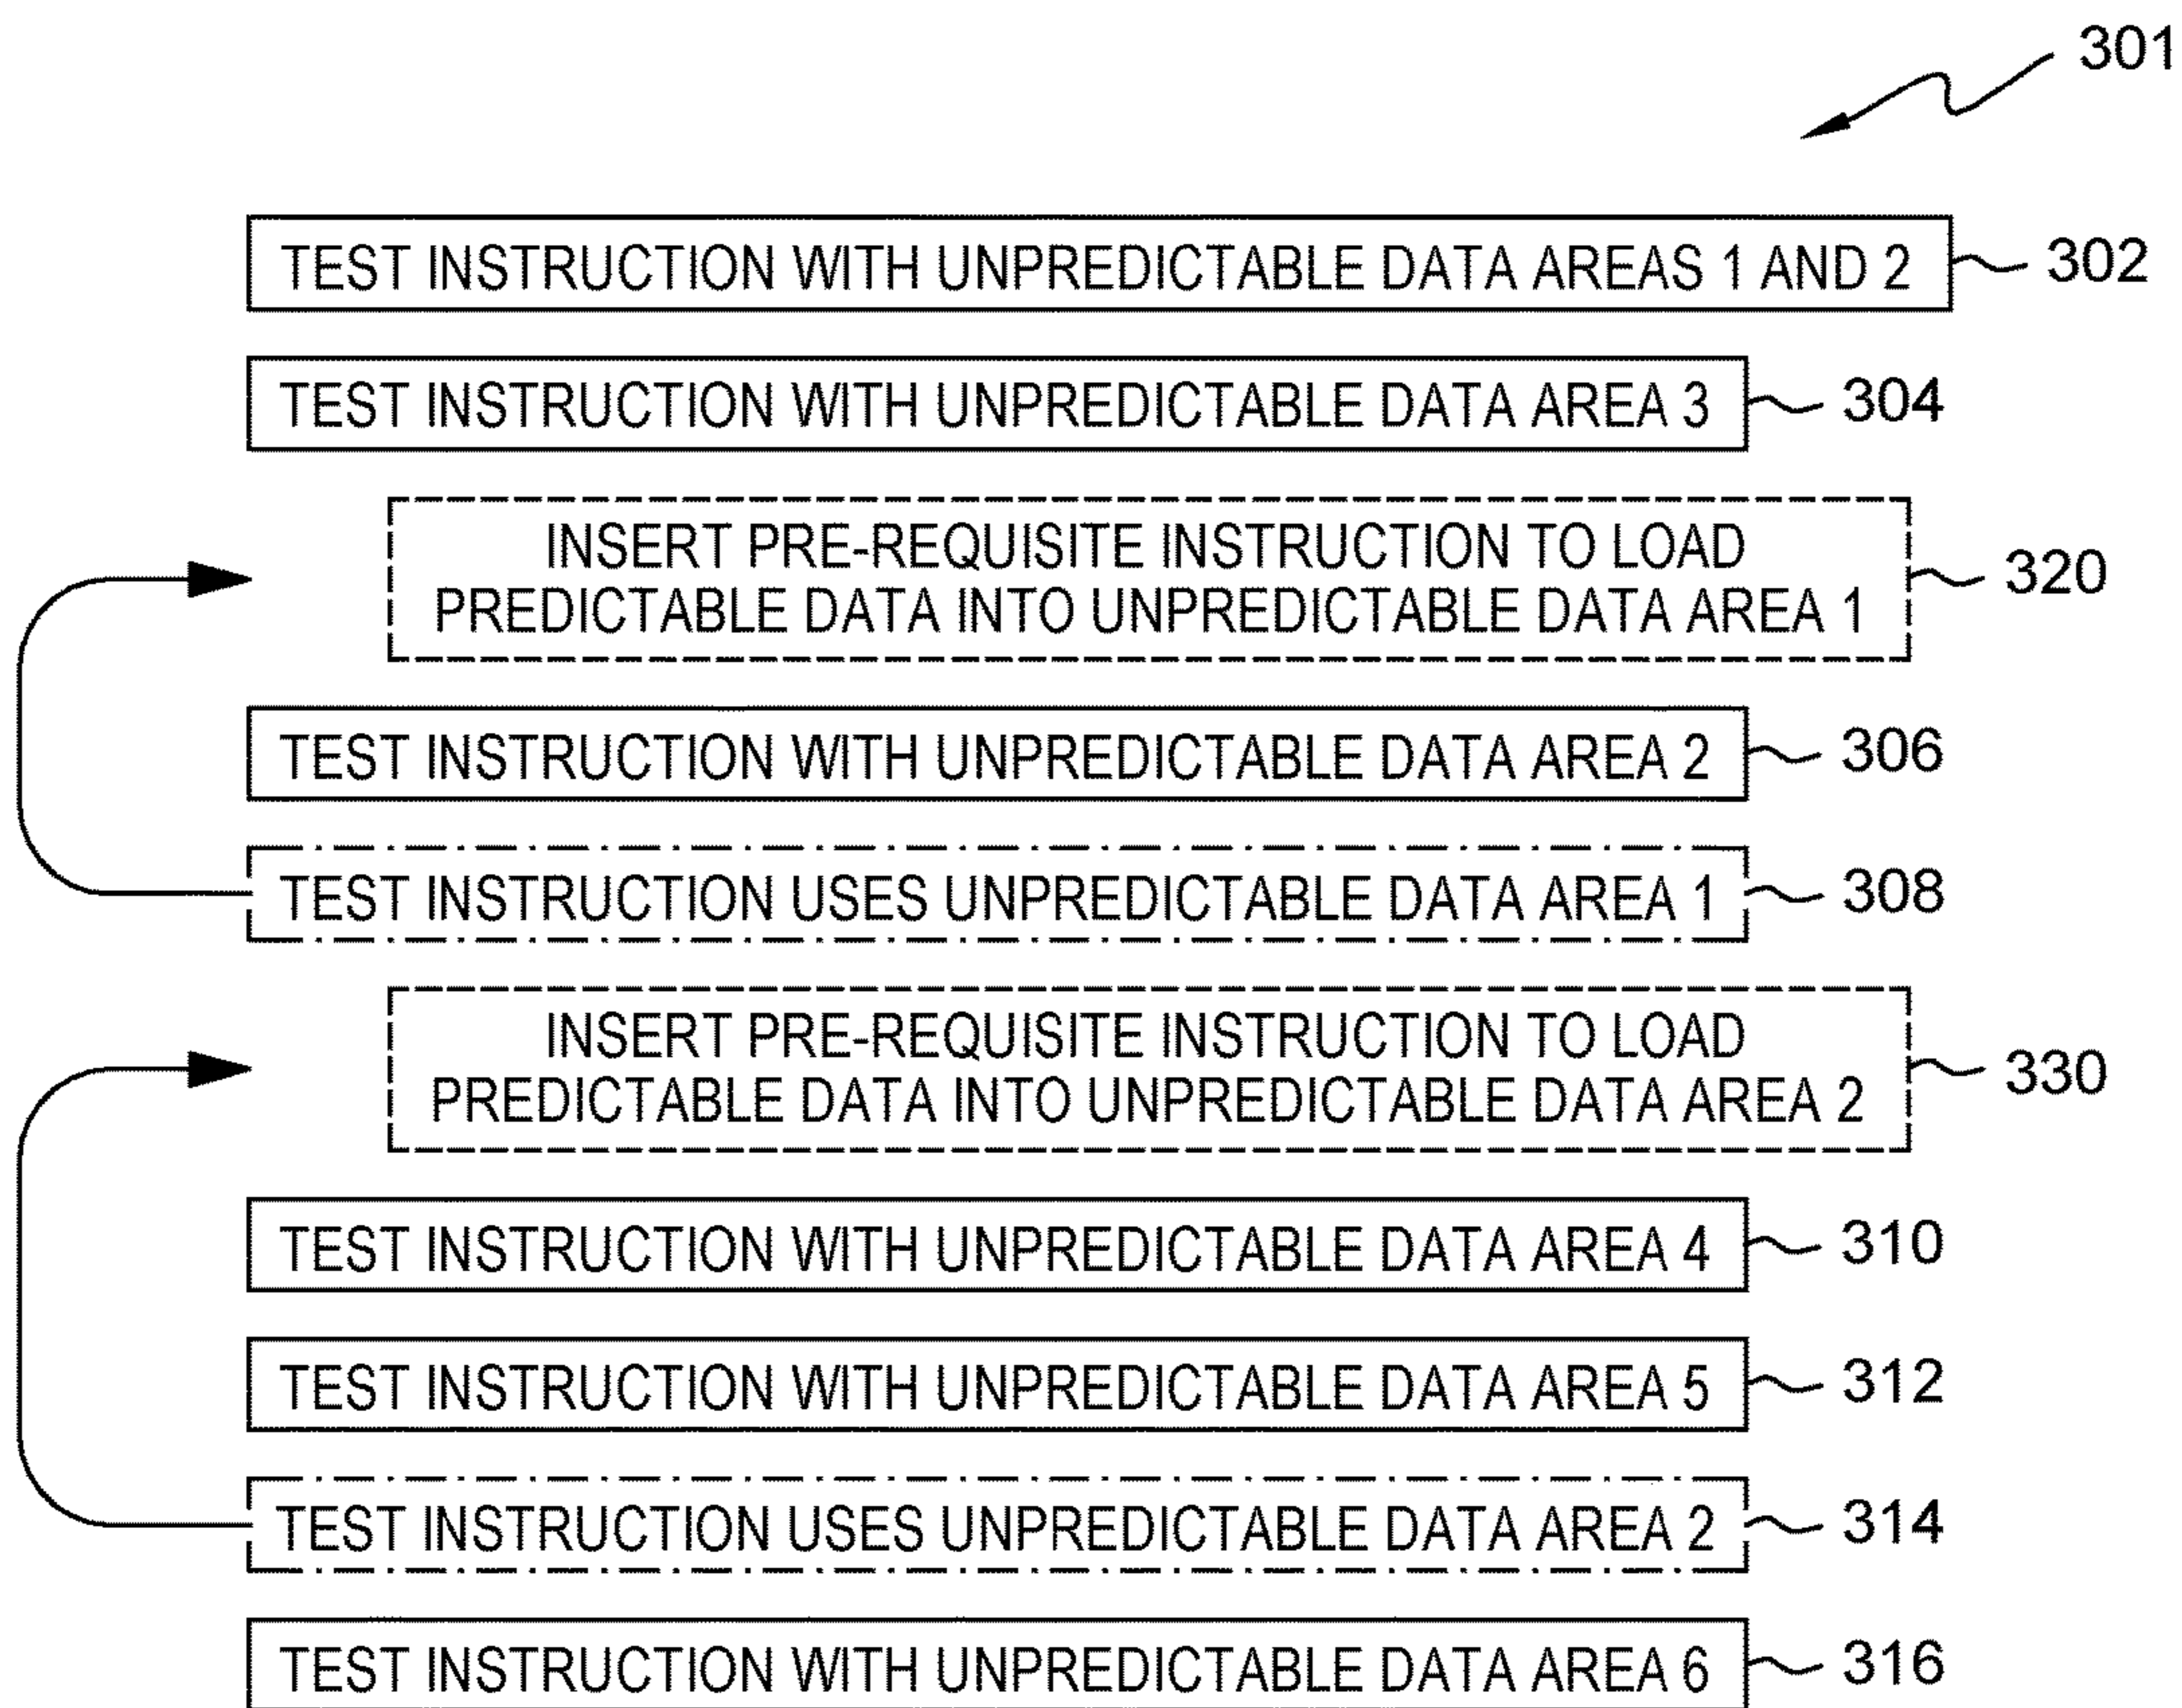 301
TEST INSTRUCTION WITH UNPREDICTABLE DATA AREAS 1 AND 2
302
TEST INSTRUCTION WITH UNPREDICTABLE DATA AREA 3
304
INSERT PRE-REQUISITE INSTRUCTION TO LOAD
PREDICTABLE DATA INTO UNPREDICTABLE DATA AREA 1
320
TEST INSTRUCTION WITH UNPREDICTABLE DATA AREA 2
306
TEST INSTRUCTION USES UNPREDICTABLE DATA AREA 1
308
INSERT PRE-REQUISITE INSTRUCTION TO LOAD
PREDICTABLE DATA INTO UNPREDICTABLE DATA AREA 2
330
TEST INSTRUCTION WITH UNPREDICTABLE DATA AREA 4
310
TEST INSTRUCTION WITH UNPREDICTABLE DATA AREA 5
312
TEST INSTRUCTION USES UNPREDICTABLE DATA AREA 2
314
TEST INSTRUCTION WITH UNPREDICTABLE DATA AREA 6
316